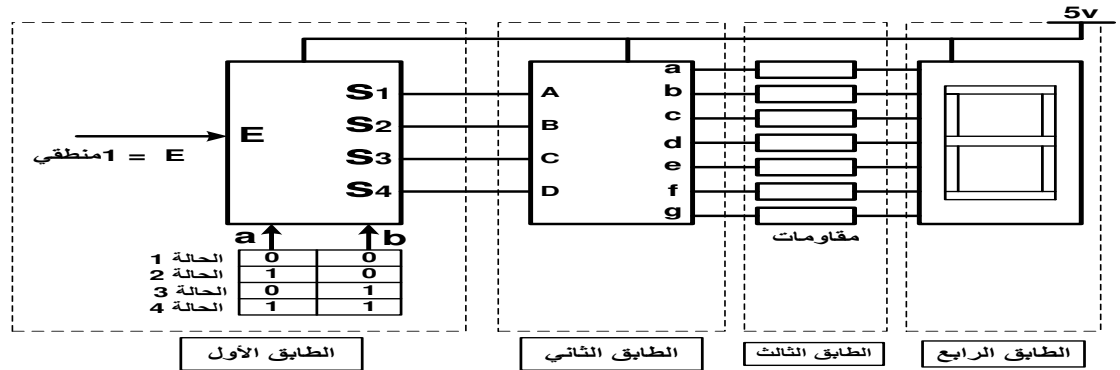 5v
S1
S2
S3
S4
E
E = 1منطقي
A
B
C
D
a
b
c
d
e
f
g
مقاومات
a b
الحالة 1 0 0
الحالة 2 1 0
الحالة 3 0 1
الحالة 4 1 1
الطابق الأول
الطابق الثاني
الطابق الثالث
الطابق الرابع